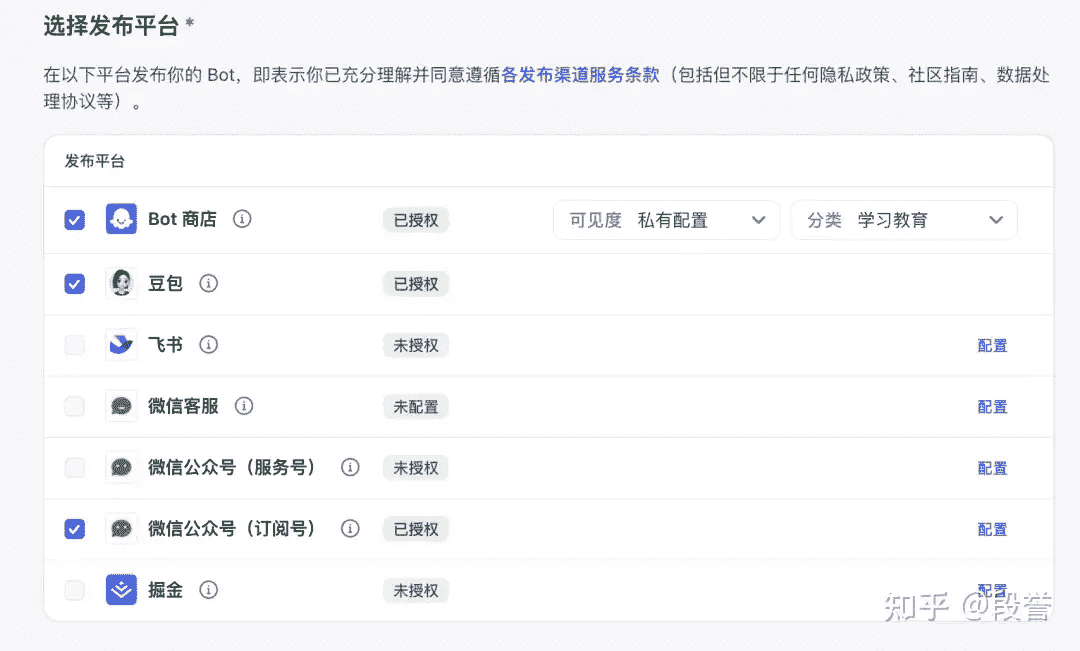 选择发布平台 *
在以下平台发布你的 Bot，即表示你已充分理解并同意遵循各发布渠道服务条款（包括但不限于任何隐私政策、社区指南、数据处
理协议等）。
发布平台
Bot 商店 已授权 可见度 私有配置 分类 学习教育
豆包 已授权
飞书 未授权 配置
微信客服 未配置 配置
微信公众号（服务号） 未授权 配置
微信公众号（订阅号） 已授权 配置
掘金 未授权 配置
知乎 @段誉